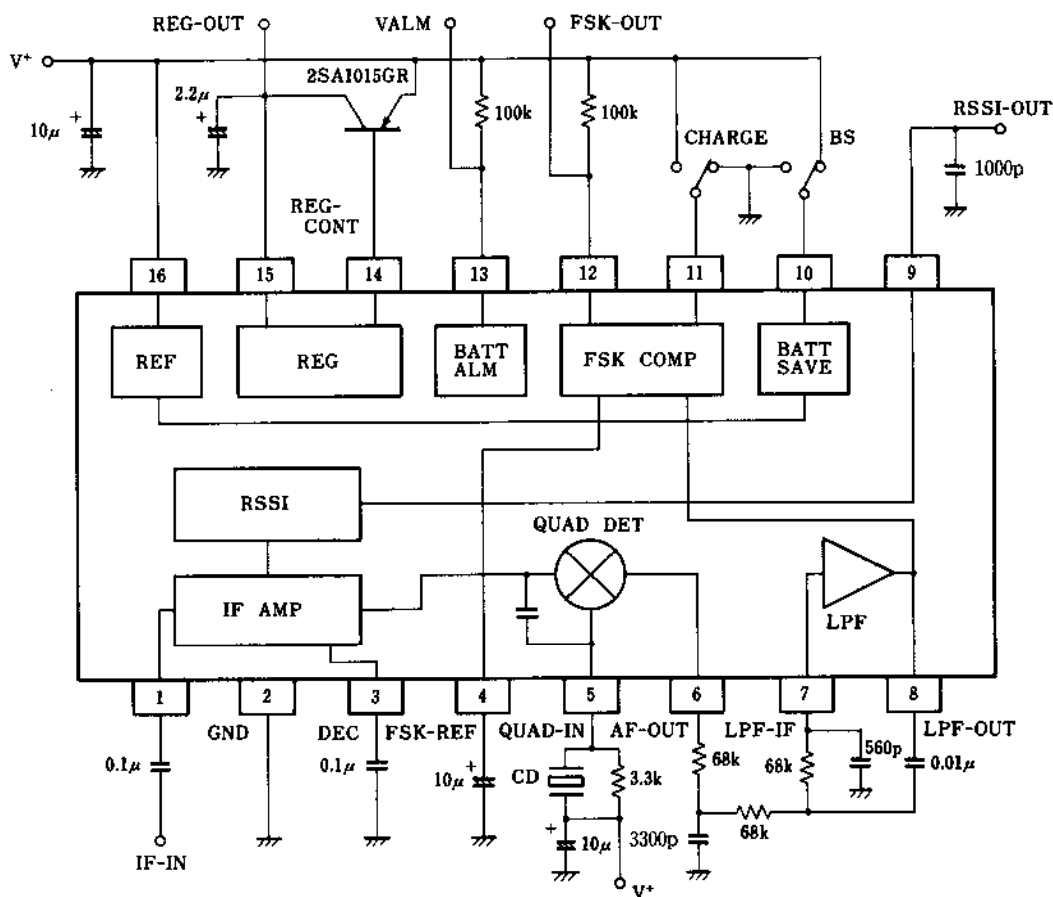 REG-OUT
VALM
FSK-OUT
V+
2SA1015GR
2.2μ
+
10μ
+
100k
100k
CHARGE
BS
RSSI-OUT
1000p
REG-
CONT
16
15
14
13
12
11
10
9
REF
REG
BATT
ALM
FSK COMP
BATT
SAVE
RSSI
QUAD DET
IF AMP
LPF
1
2
3
4
5
6
7
8
GND
DEC
FSK-REF
QUAD-IN
AF-OUT
LPF-IF
LPF-OUT
0.1μ
0.1μ
10μ
+
CD
3.3k
68k
68k
560p
0.01μ
+
10μ
3300p
68k
IF-IN
V+